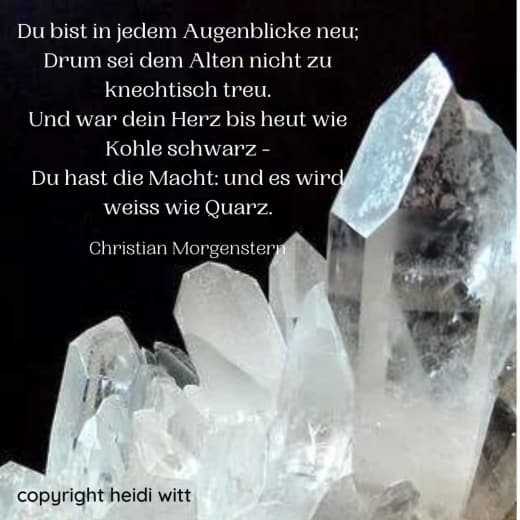 Du bist in jedem Augenblicke neu;
Drum sei dem Alten nicht zu
knechtisch treu.
Und war dein Herz bis heut wie
Kohle schwarz -
Du hast die Macht: und es wird
weiss wie Quarz.
Christian Morgenstern
copyright heidi witt